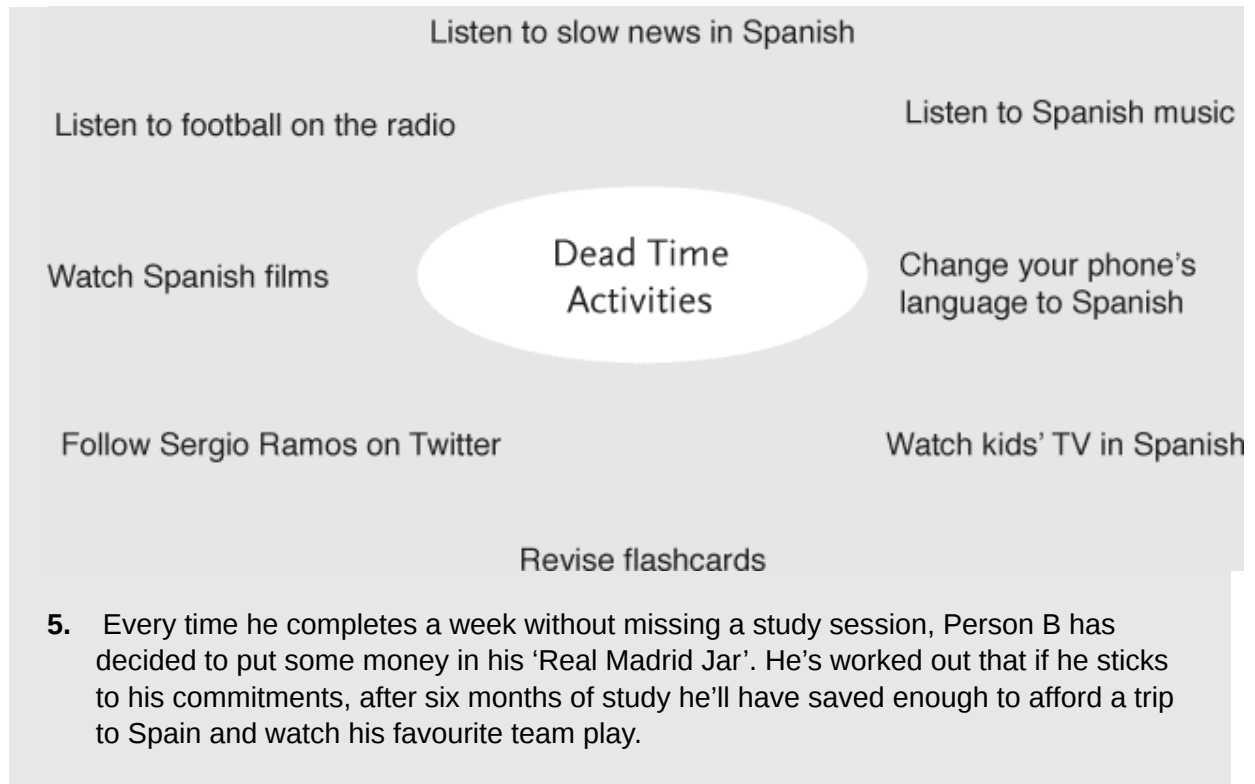 Listen to slow news in Spanish
Listen to football on the radio
Listen to Spanish music
Dead Time
Activities
Watch Spanish films
Change your phone's
language to Spanish
Follow Sergio Ramos on Twitter
Watch kids' TV in Spanish
Revise flashcards
5. Every time he completes a week without missing a study session, Person B has
decided to put some money in his ‘Real Madrid Jar’. He’s worked out that if he sticks
to his commitments, after six months of study he’ll have saved enough to afford a trip
to Spain and watch his favourite team play.